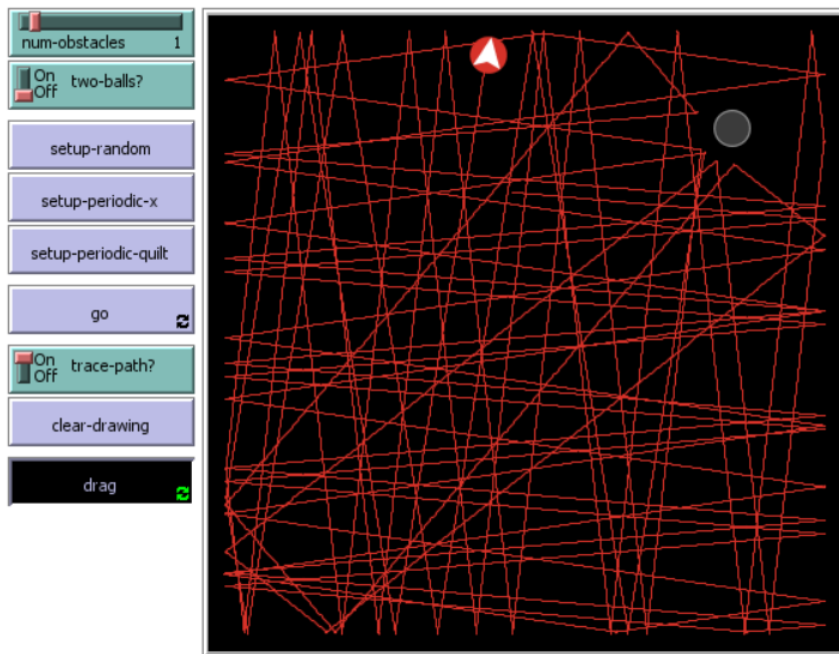 num-obstacles 1
On
Off
two-balls?
setup-random
setup-periodic-x
setup-periodic-quilt
go
On
Off
trace-path?
clear-drawing
drag